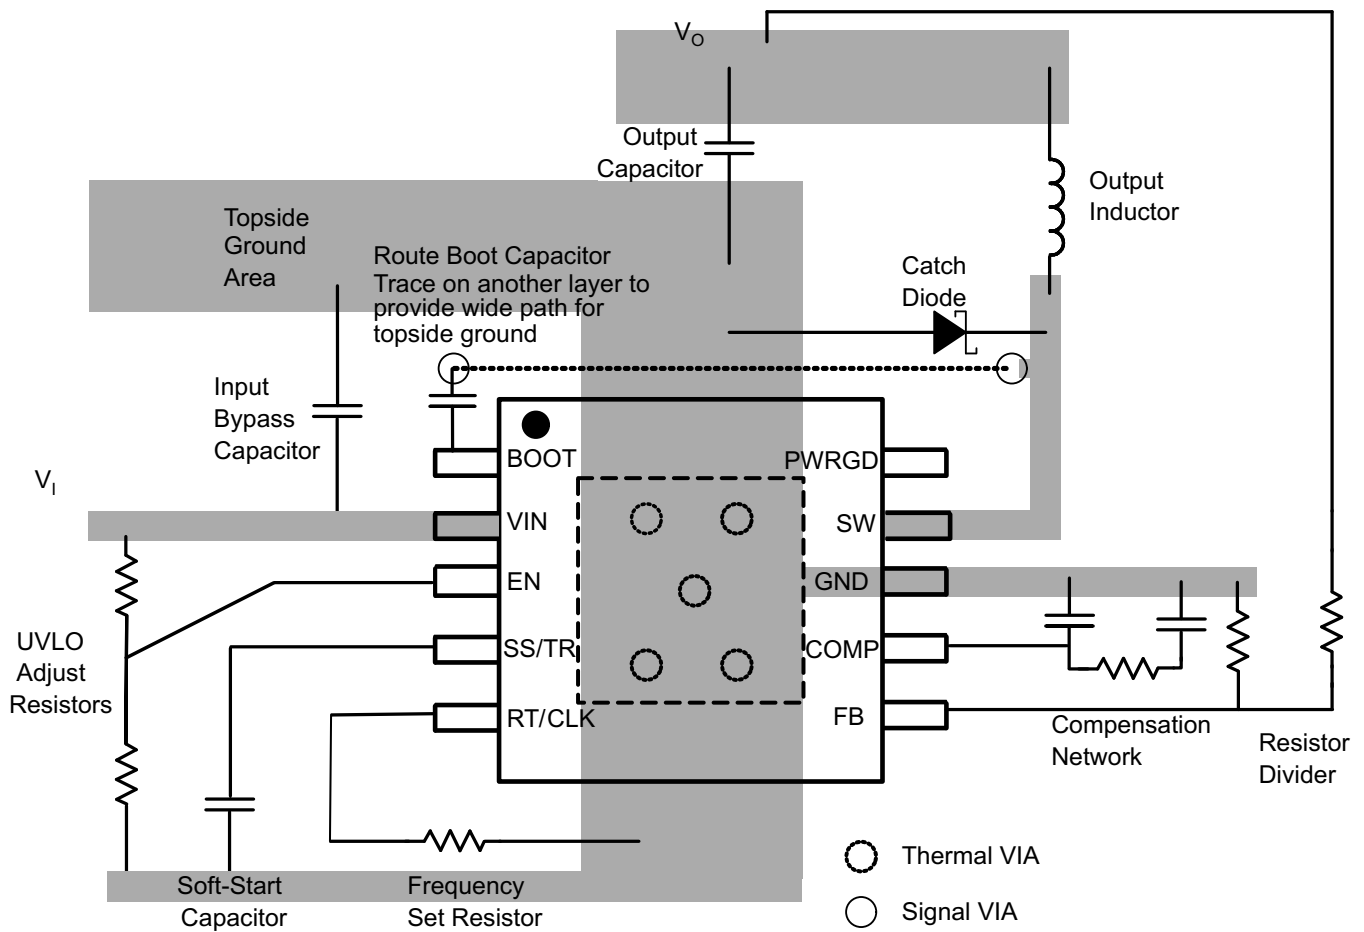 VO
Output
Capacitor
Output
Inductor
Topside
Ground
Area
Route Boot Capacitor
Trace on another layer to
provide wide path for
topside ground
Catch
Diode
Input
Bypass
Capacitor
VI
BOOT
PWRGD
VIN
SW
EN
GND
SS/TR
COMP
RT/CLK
FB
UVLO
Adjust
Resistors
Compensation
Network
Resistor
Divider
Soft-Start
Capacitor
Frequency
Set Resistor
Thermal VIA
Signal VIA